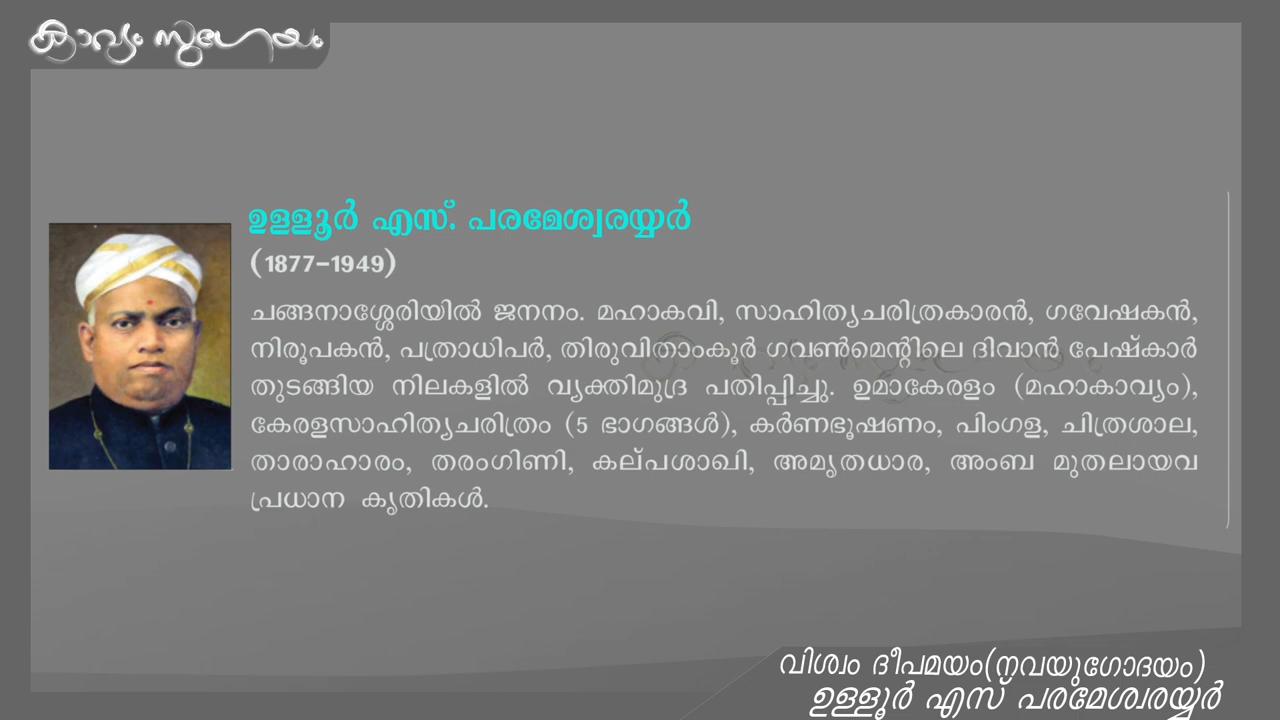 കാവ്യം സുഗേയം
ഉള്ളൂർ എസ്. പരമേശ്വരയ്യർ
(1877-1949)
ചങ്ങനാശ്ശേരിയിൽ ജനനം. മഹാകവി, സാഹിത്യചരിത്രകാരൻ, ഗവേഷകൻ,
നിരൂപകൻ, പത്രാധിപർ, തിരുവിതാംകൂർ ഗവൺമെന്റിലെ ദിവാൻ പേഷ്കാർ
തുടങ്ങിയ നിലകളിൽ വ്യക്തിമുദ്ര പതിപ്പിച്ചു. ഉമാകേരളം (മഹാകാവ്യം),
കേരളസാഹിത്യചരിത്രം (5 ഭാഗങ്ങൾ), കർണഭൂഷണം, പിംഗള, ചിത്രശാല,
താരാഹാരം, തരംഗിണി, കല്പശാഖി, അമൃതധാര, അംബ മുതലായവ
പ്രധാന കൃതികൾ.
വിശ്വം ദീപമയം(നവയുഗോദയം)
ഉള്ളൂർ എസ് പരമേശ്വരയ്യർ